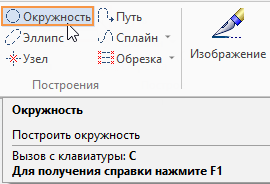 Окружность
Путь
Эллипс
Сплайн
Узел
Обрезка
Изображение
Построения
Окружность
Построить окружность
Вызов с клавиатуры: C
Для получения справки нажмите F1